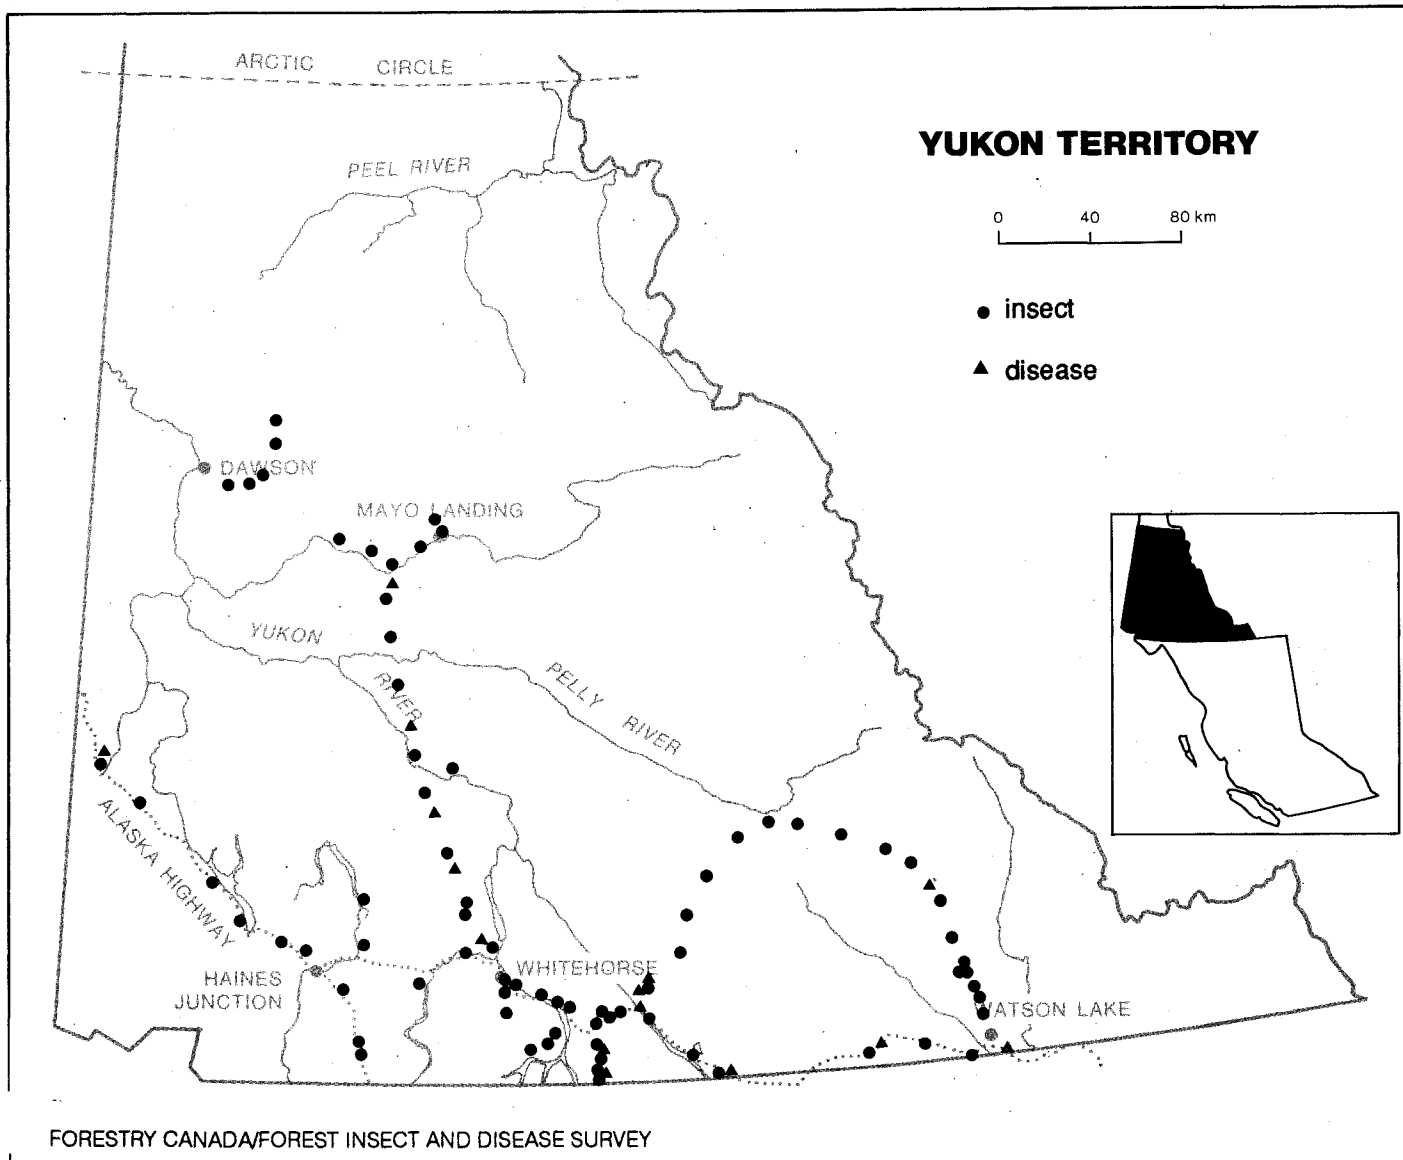 ARCTIC CIRCLE
YUKON TERRITORY
PEEL RIVER
0 40 80 km
insect
disease
DAWSON
MAYO LANDING
YUKON
RIVER
PELLY RIVER
ALASKA HIGHWAY
HAINES
JUNCTION
WHITEHORSE
WATSON LAKE
FORESTRY CANADA/FOREST INSECT AND DISEASE SURVEY